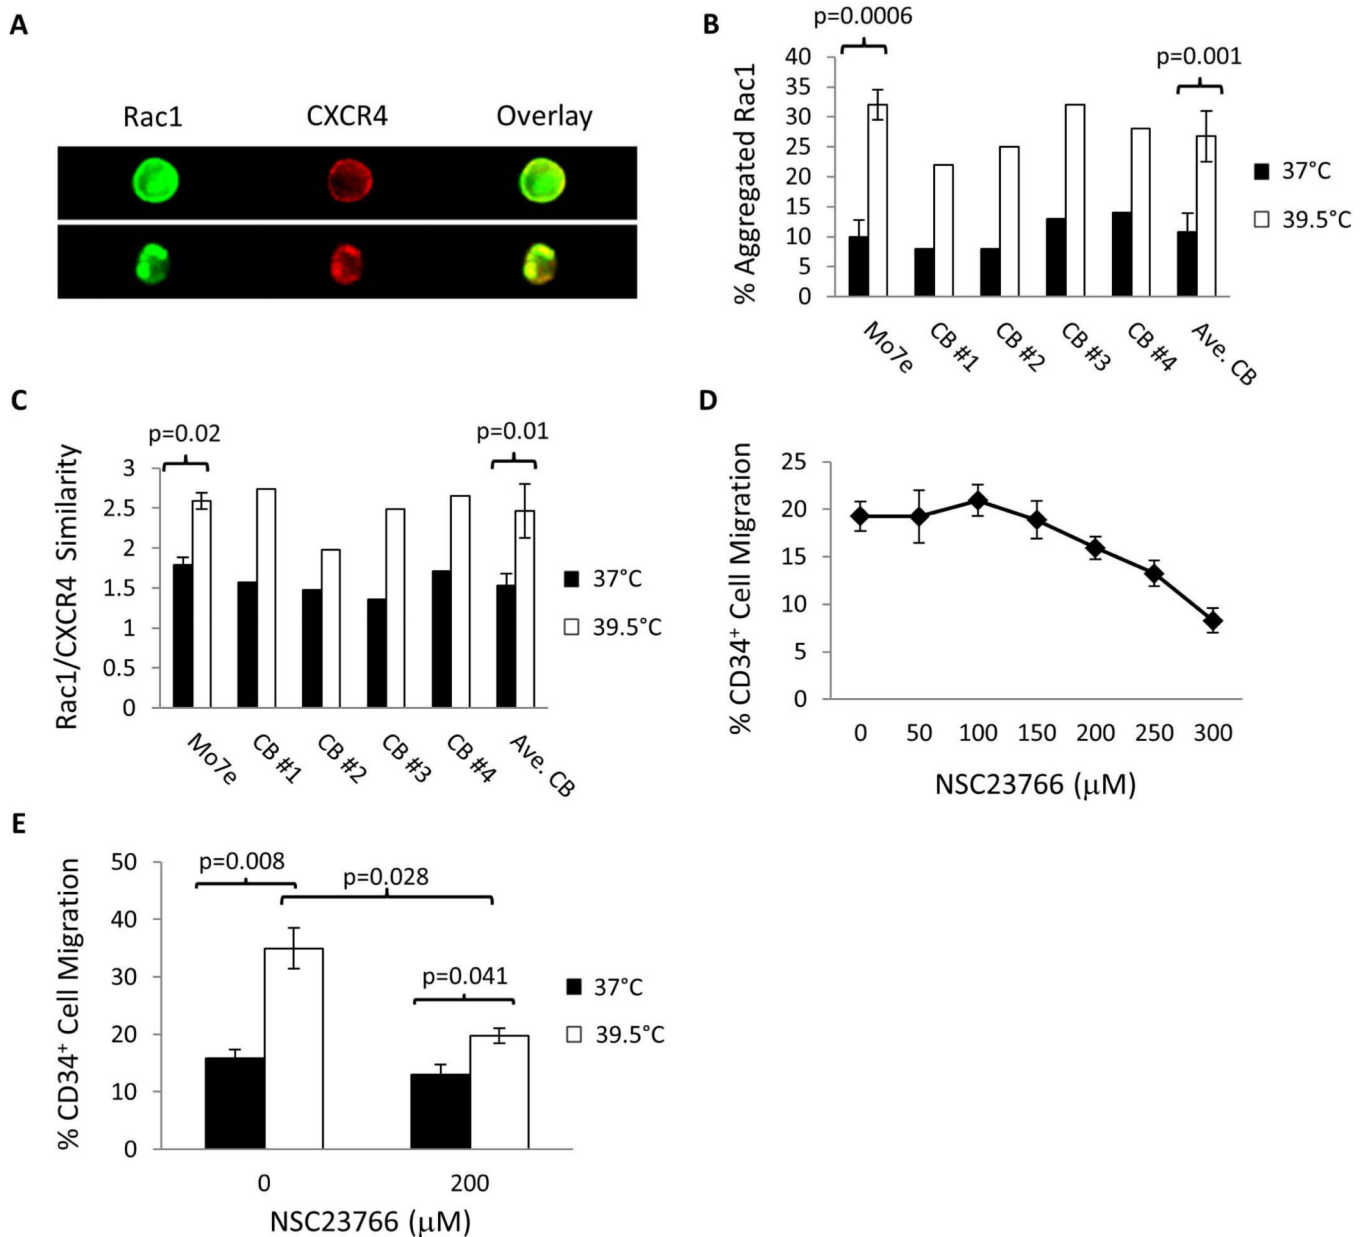 A
Rac1 CXCR4 Overlay
B
p=0.0006
p=0.001
% Aggregated Rac1
40
35
30
25
20
15
10
5
0
Mo7e
CB #1
CB #2
CB #3
CB #4
Ave. CB
37°C
39.5°C
C
p=0.02
p=0.01
Rac1/CXCR4 Similarity
3
2.5
2
1.5
1
0.5
0
Mo7e
CB #1
CB #2
CB #3
CB #4
Ave. CB
37°C
39.5°C
D
% CD34⁺ Cell Migration
25
20
15
10
5
0
0 50 100 150 200 250 300
NSC23766 (μM)
E
% CD34⁺ Cell Migration
50
40
30
20
10
0
p=0.008
p=0.028
p=0.041
37°C
39.5°C
0 200
NSC23766 (μM)